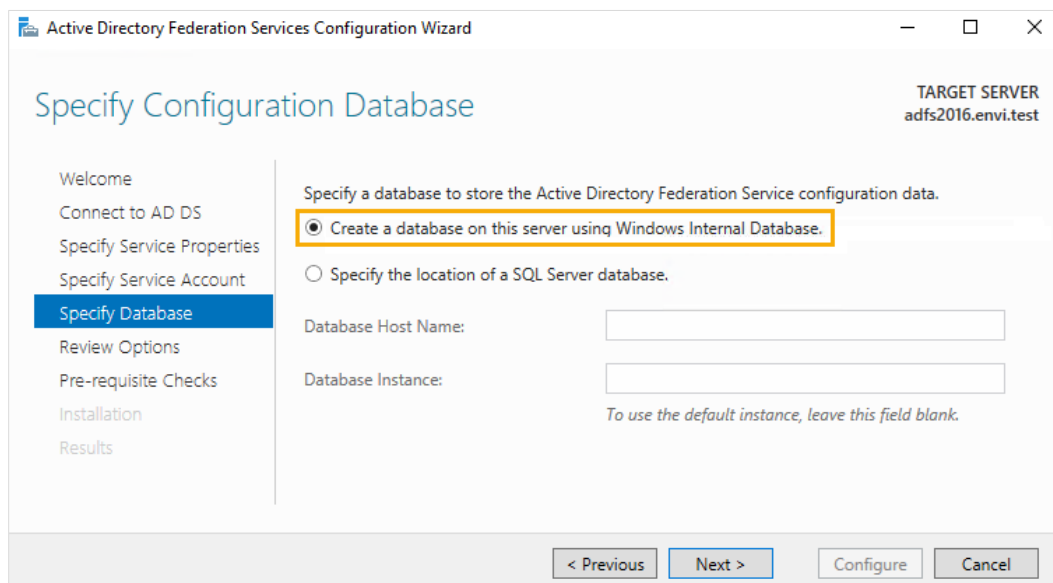 Active Directory Federation Services Configuration Wizard
Specify Configuration Database
TARGET SERVER
adfs2016.envi.test
Welcome
Connect to AD DS
Specify Service Properties
Specify Service Account
Specify Database
Review Options
Pre-requisite Checks
Installation
Results
Specify a database to store the Active Directory Federation Service configuration data.
Create a database on this server using Windows Internal Database.
Specify the location of a SQL Server database.
Database Host Name:
Database Instance:
To use the default instance, leave this field blank.
< Previous
Next >
Configure
Cancel